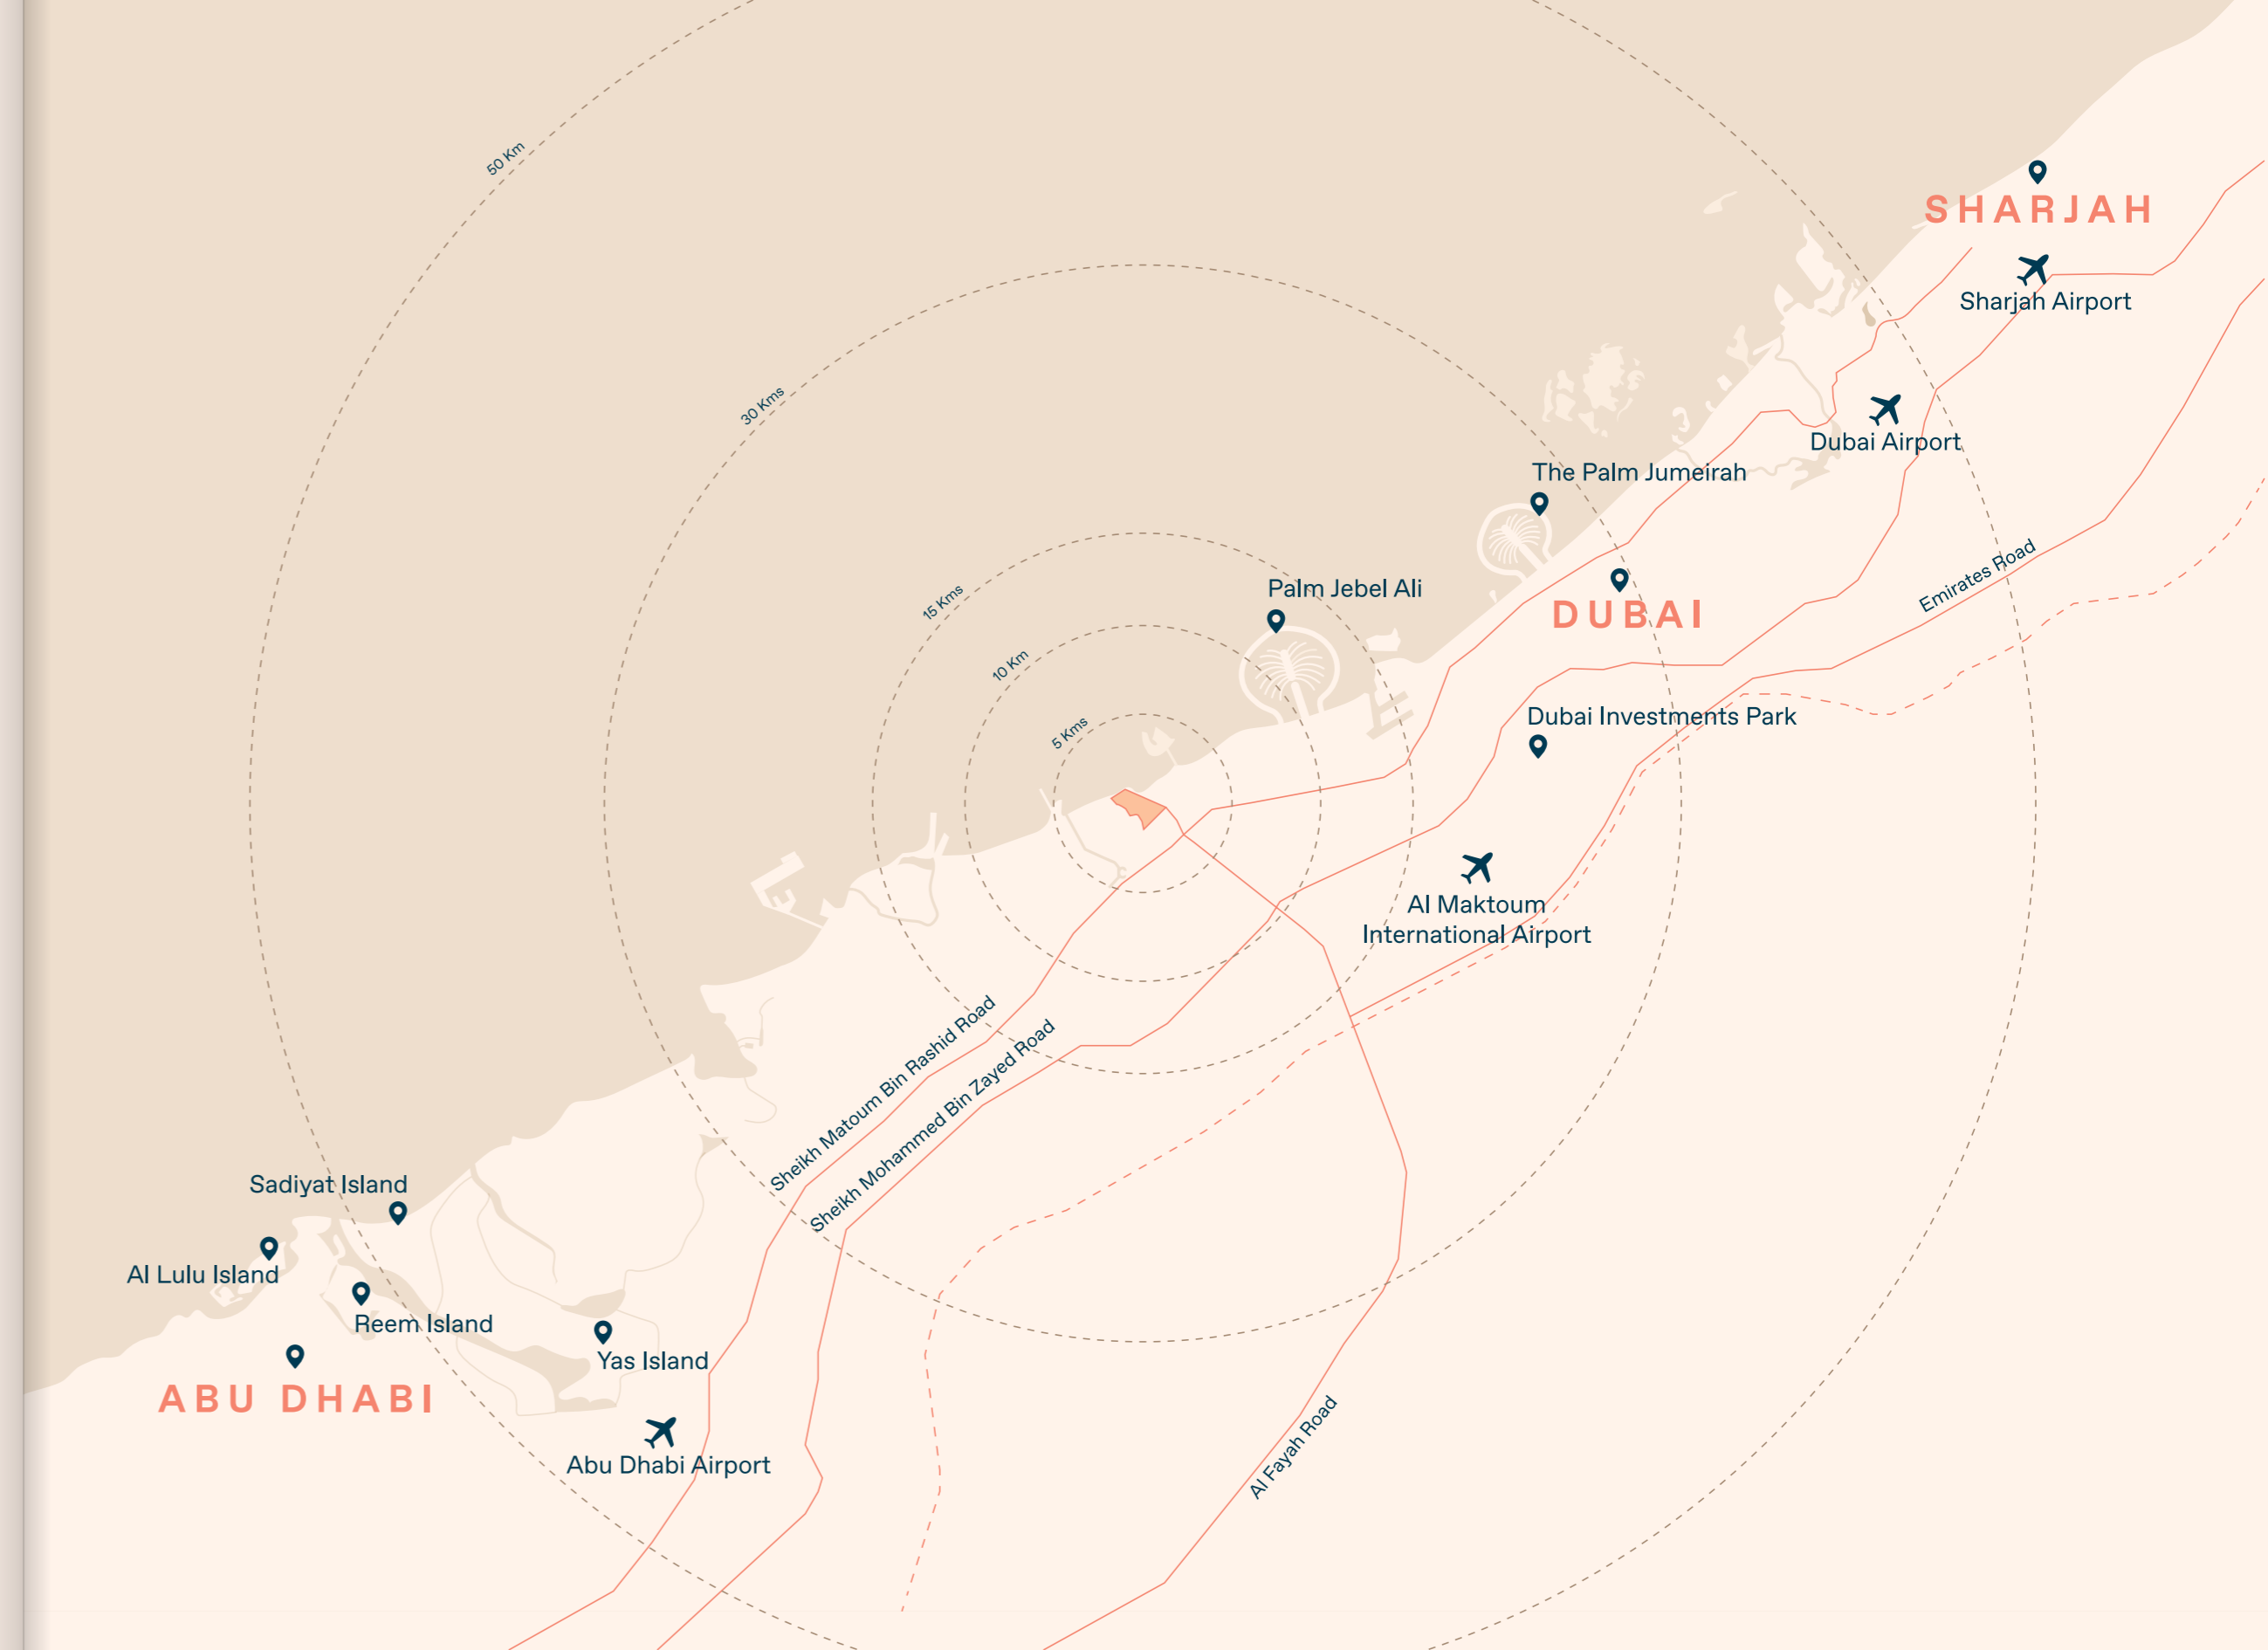 50 Km
SHARJAH
Sharjah Airport
30 Kms
Dubai Airport
The Palm Jumeirah
Emirates Road
Palm Jebel Ali
15 Kms
DUBAI
10 Km
5 Kms
Dubai Investments Park
Al Maktoum
International Airport
Sheikh Matoum Bin Rashid Road
Sheikh Mohammed Bin Zayed Road
Sadiyat Island
Al Lulu Island
Reem Island
Yas Island
ABU DHABI
Abu Dhabi Airport
Al Fayah Road